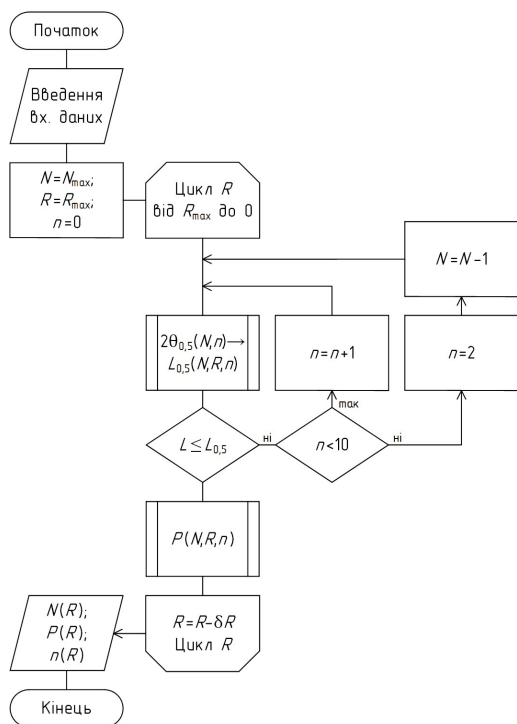 Початок
Введення
вх. даних
N=Nmax;
R=Rmax;
n=0
Цикл R
від Rmax до 0
N=N–1
2Θ0,5(N,n)→
L0,5(N,R,n)
n=n+1
n=2
так
L≤L0,5
ні
n<10
ні
P(N,R,n)
N(R);
P(R);
n(R)
R=R–δR
Цикл R
Кінець